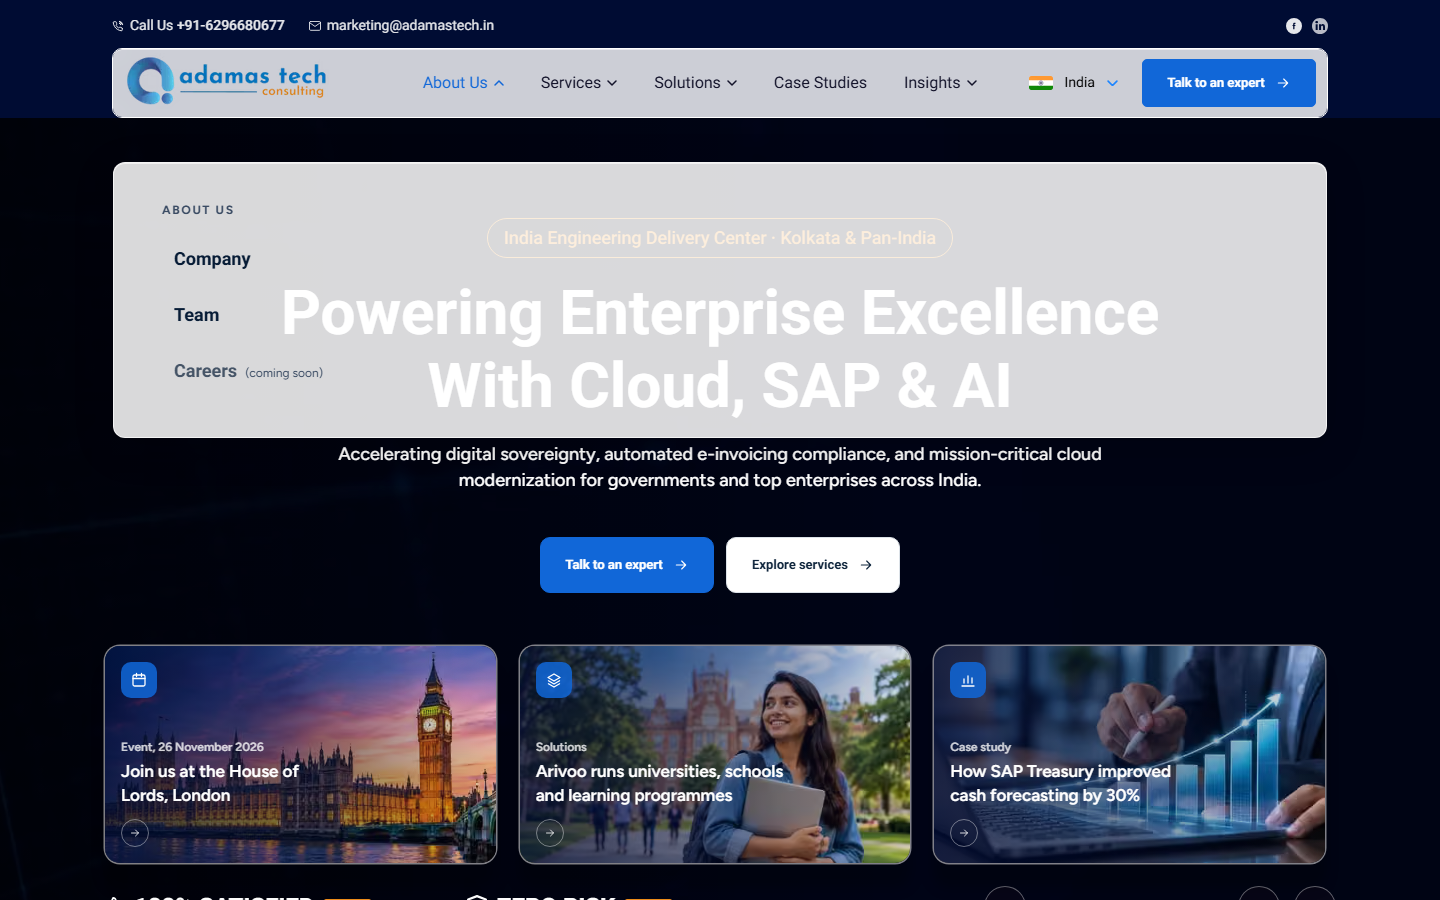 Call Us +91-6296680677
marketing@adamastech.in
adamas tech
consulting
About Us
Services
Solutions
Case Studies
Insights
India
Talk to an expert
ABOUT US
Company
Team
Careers (coming soon)
India Engineering Delivery Center · Kolkata & Pan-India
Powering Enterprise Excellence
With Cloud, SAP & AI
Accelerating digital sovereignty, automated e-invoicing compliance, and mission-critical cloud
modernization for governments and top enterprises across India.
Talk to an expert
Explore services
Event, 26 November 2026
Join us at the House of
Lords, London
Solutions
Arivoo runs universities, schools
and learning programmes
Case study
How SAP Treasury improved
cash forecasting by 30%
100% SATISFIED
ZERO RISK